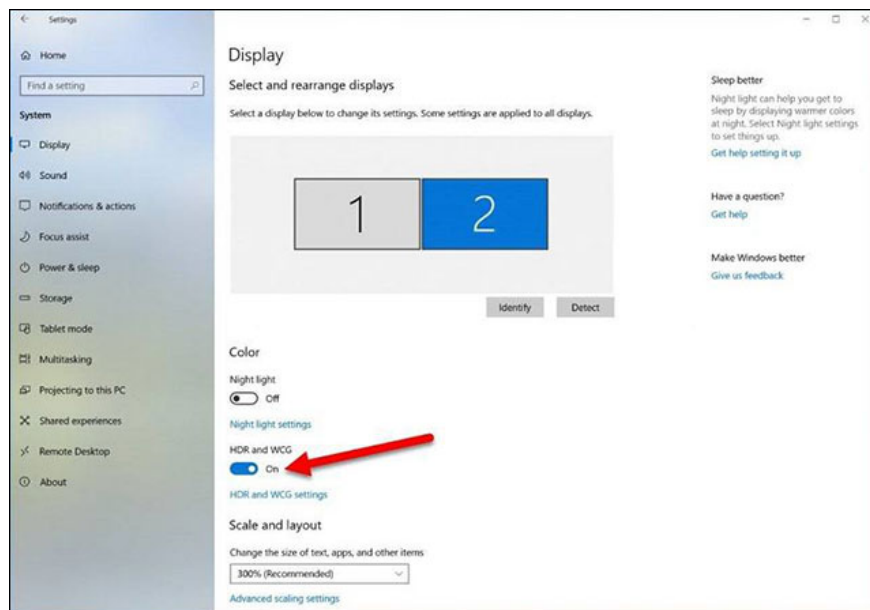 Settings
Home
Find a setting
System
Display
Sound
Notifications & actions
Focus assist
Power & sleep
Storage
Tablet mode
Multitasking
Projecting to this PC
Shared experiences
Remote Desktop
About
Display
Select and rearrange displays
Select a display below to change its settings. Some settings are applied to all displays.
1 2
Identify Detect
Color
Night light
Off
Night light settings
HDR and WCG
On
HDR and WCG settings
Scale and layout
Change the size of text, apps, and other items
300% (Recommended)
Advanced scaling settings
Sleep better
Night light can help you get to
sleep by displaying warmer colors
at night. Select Night light settings
to set things up.
Get help setting it up
Have a question?
Get help
Make Windows better
Give us feedback